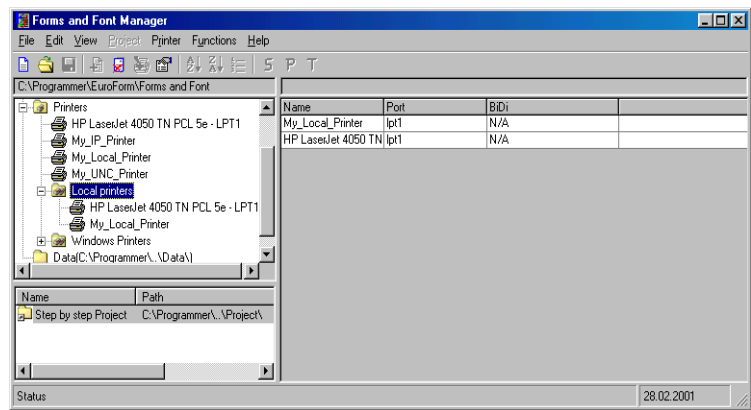 Forms and Font Manager
File Edit View Project Printer Functions Help
S P T
C:\Programmer\EuroForm\Forms and Font
Printers
HP LaserJet 4050 TN PCL 5e - LPT1
My_IP_Printer
My_Local_Printer
My_UNC_Printer
Local printers
HP LaserJet 4050 TN PCL 5e - LPT1
My_Local_Printer
Windows Printers
Data(C:\Programmer\..\Data\)
Name Port BiDi
My_Local_Printer lpt1 N/A
HP LaserJet 4050 TN lpt1 N/A
Name Path
Step by step Project C:\Programmer\..\Project\
Status 28.02.2001